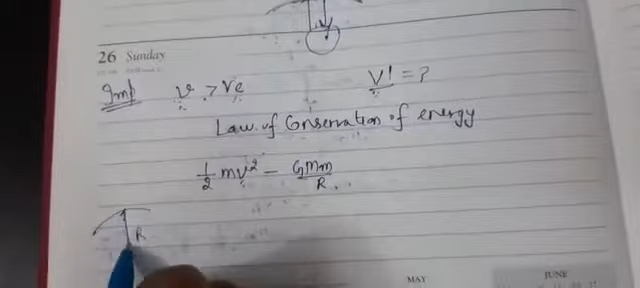 26 Sunday
Imp v > Ve V' = ?
Law of Conservation of energy
1/2 mv² - GMm/R
R
MAY JUNE